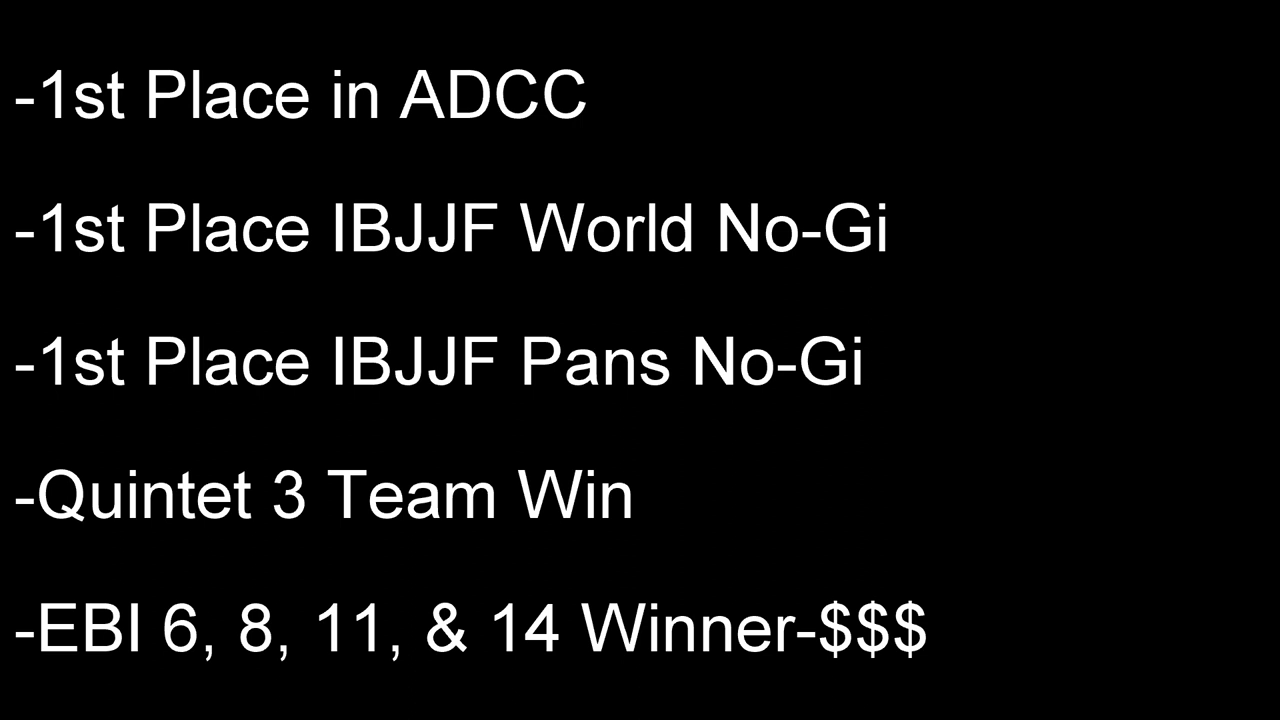 -1st Place in ADCC
-1st Place IBJJF World No-Gi
-1st Place IBJJF Pans No-Gi
-Quintet 3 Team Win
-EBI 6, 8, 11, & 14 Winner-$$$